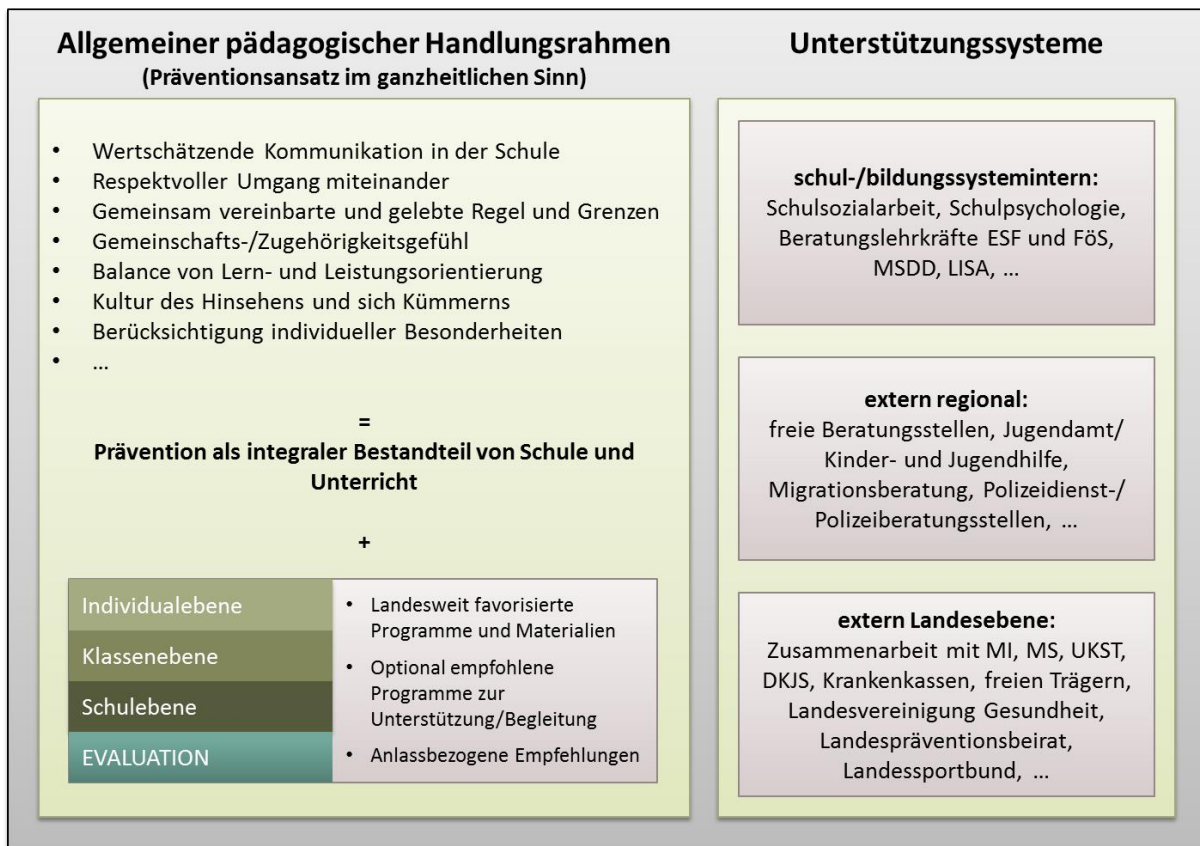 Allgemeiner pädagogischer Handlungsrahmen
(Präventionsansatz im ganzheitlichen Sinn)
• Wertschätzende Kommunikation in der Schule
• Respektvoller Umgang miteinander
• Gemeinsam vereinbarte und gelebte Regel und Grenzen
• Gemeinschafts-/Zugehörigkeitsgefühl
• Balance von Lern- und Leistungsorientierung
• Kultur des Hinsehens und sich Kümmerns
• Berücksichtigung individueller Besonderheiten
• ...
=
Prävention als integraler Bestandteil von Schule und
Unterricht
+
Individualebene
Klassenebene
Schulebene
EVALUATION
• Landesweit favorisierte
Programme und Materialien
• Optional empfohlene
Programme zur
Unterstützung/Begleitung
• Anlassbezogene Empfehlungen
Unterstützungssysteme
schul-/bildungssystemintern:
Schulsozialarbeit, Schulpsychologie,
Beratungslehrkräfte ESF und FöS,
MSDD, LISA, ...
extern regional:
freie Beratungsstellen, Jugendamt/
Kinder- und Jugendhilfe,
Migrationsberatung, Polizeidienst-/
Polizeiberatungsstellen, ...
extern Landesebene:
Zusammenarbeit mit MI, MS, UKST,
DKJS, Krankenkassen, freien Trägern,
Landesvereinigung Gesundheit,
Landespräventionsbeirat,
Landessportbund, ...